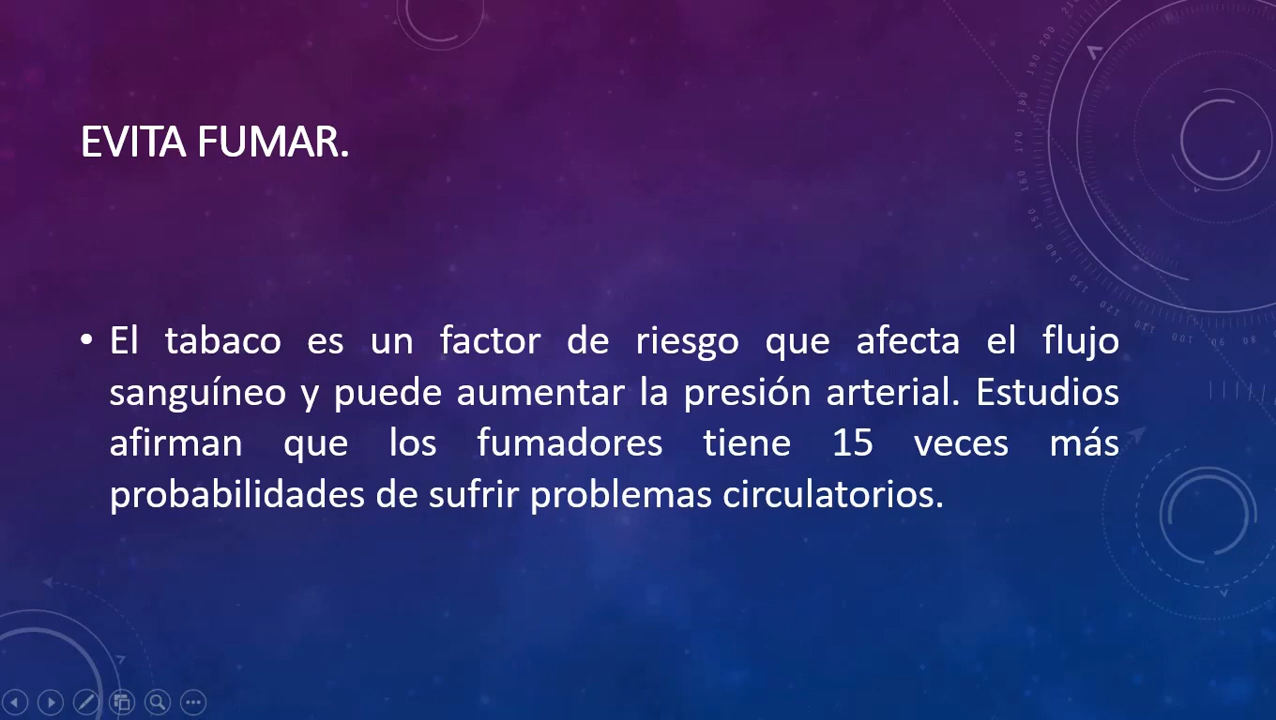 EVITA FUMAR.
• El tabaco es un factor de riesgo que afecta el flujo
sanguíneo y puede aumentar la presión arterial. Estudios
afirman que los fumadores tiene 15 veces más
probabilidades de sufrir problemas circulatorios.